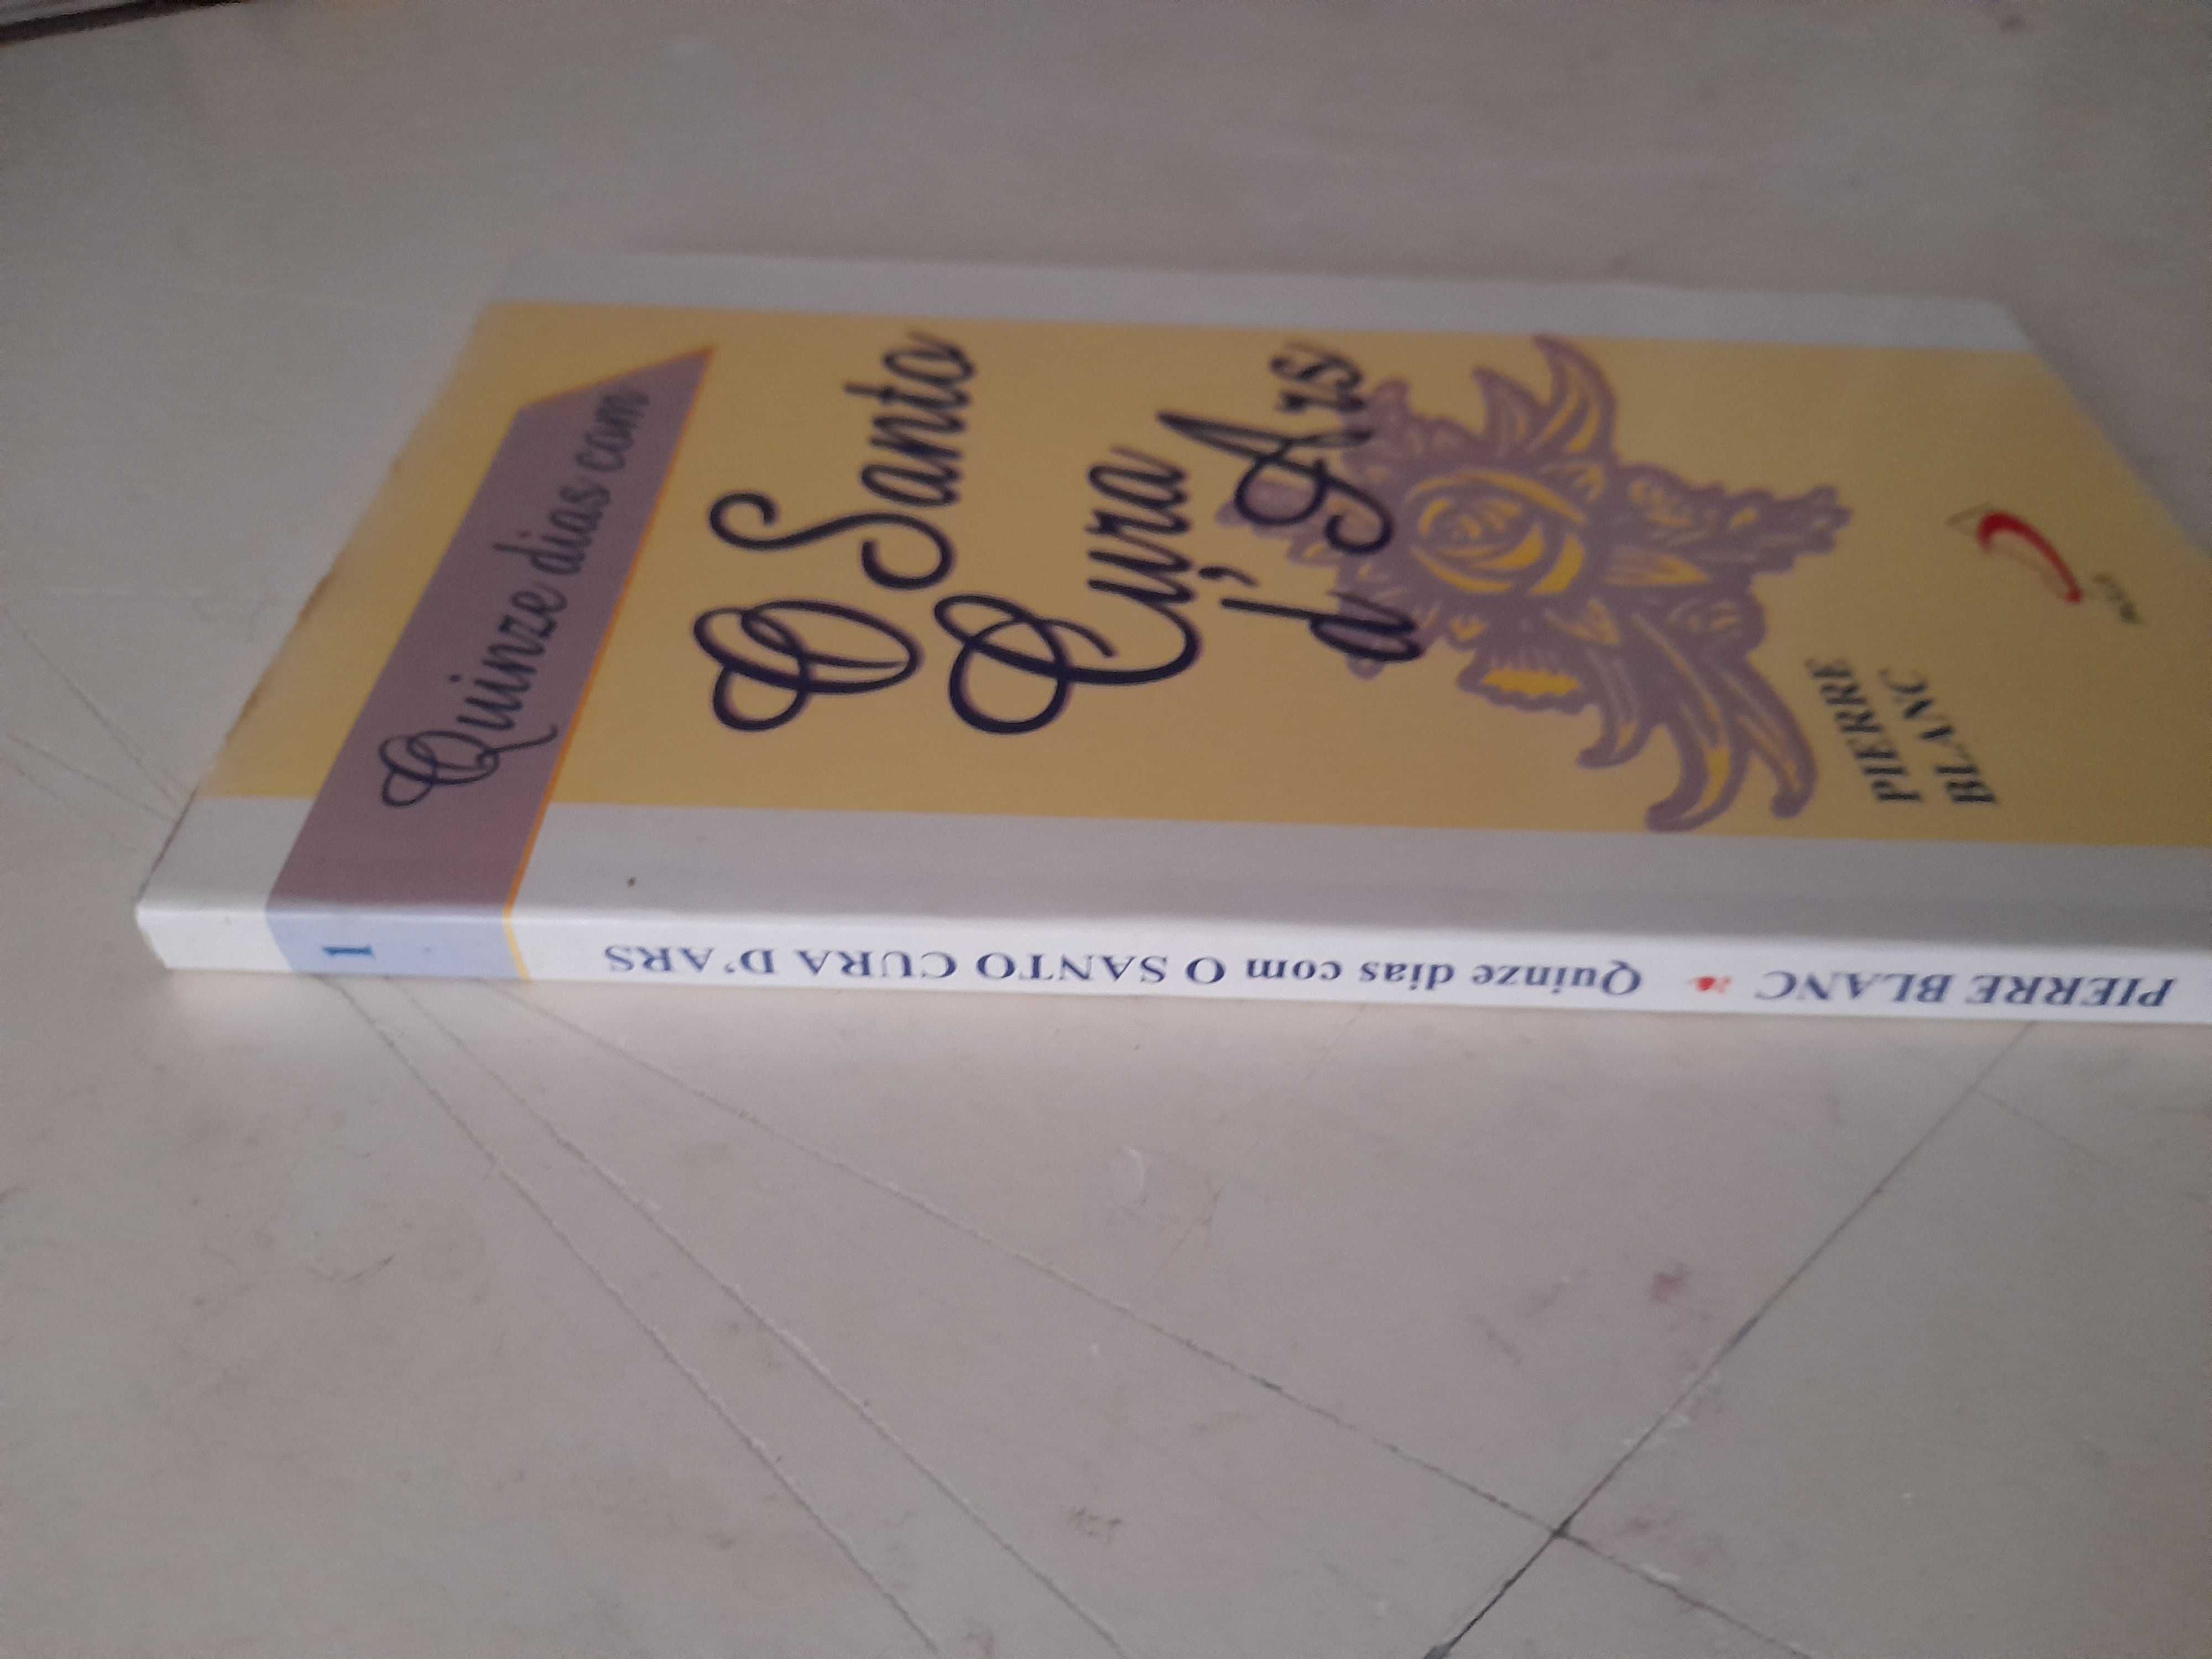 Quinze dias com
O Santo
Cura
d'Ars
PIERRE
BLANC
PIERRE BLANC Quinze dias com O SANTO CURA D'ARS
1